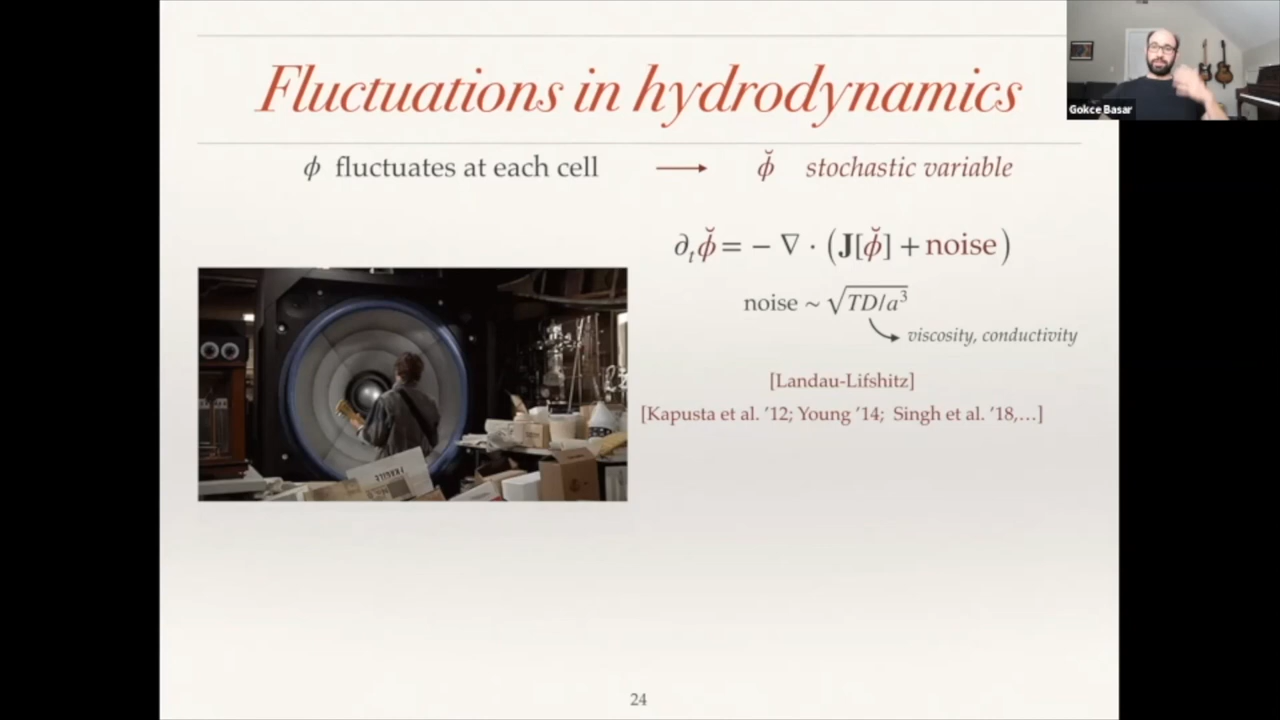 Gokce Basar
Fluctuations in hydrodynamics
ϕ fluctuates at each cell ⟶ ϕ̆ stochastic variable
∂ₜϕ̆ = − ∇ · (J[ϕ̆] + noise)
noise ~ √(TD/a³)
viscosity, conductivity
[Landau-Lifshitz]
[Kapusta et al. ’12; Young ’14; Singh et al. ’18,…]
FRAGILE
24